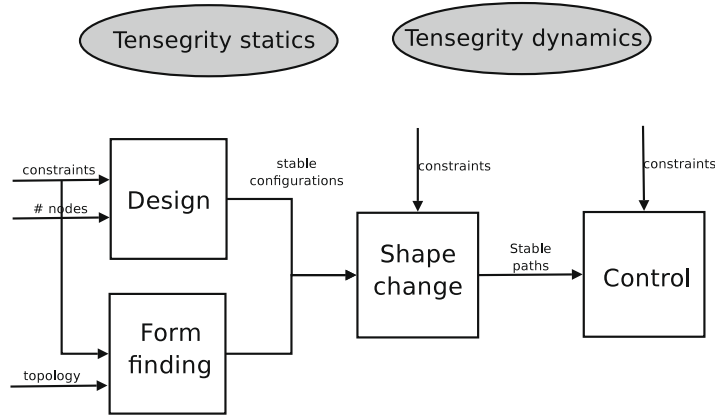 Tensegrity statics
Tensegrity dynamics
constraints
# nodes
Design
stable
configurations
constraints
constraints
Shape
change
Stable
paths
Control
Form
finding
topology